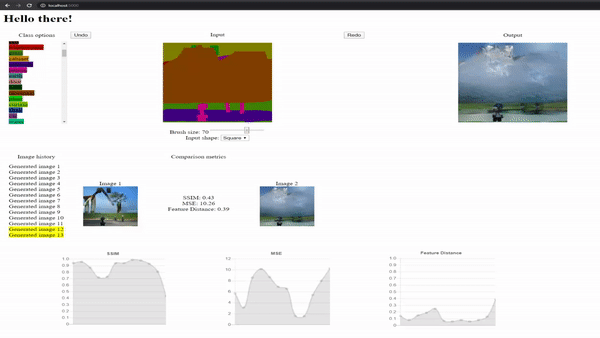 localhost
Hello there!
Class options
Undo
Input
Redo
Output
Brush size: 70
Input shape: Square
Image history
Comparison metrics
Generated image 1
Generated image 2
Generated image 3
Generated image 4
Generated image 5
Generated image 6
Generated image 7
Generated image 8
Generated image 9
Generated image 10
Generated image 11
Generated image 12
Generated image 13
Image 1
Image 2
SSIM: 0.43
MSE: 10.26
Feature Distance: 0.39
SSIM
1.0
0.9
0.8
0.7
0.6
0.5
0.4
0.3
0.2
0.1
0
MSE
12
10
8
6
4
2
0
Feature Distance
1.0
0.9
0.8
0.7
0.6
0.5
0.4
0.3
0.2
0.1
0